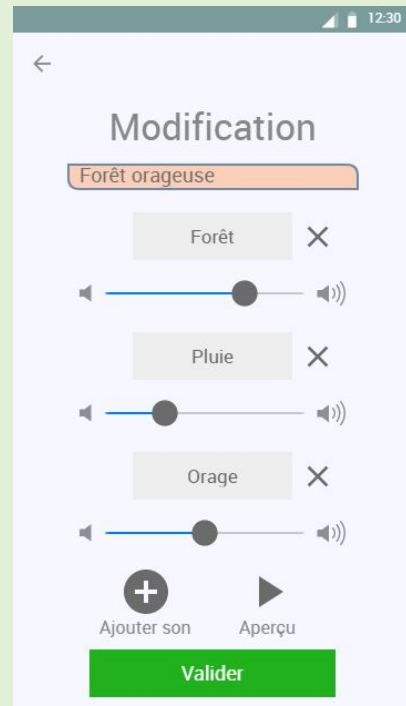 12:30
Modification
Forêt orageuse
Forêt
Pluie
Orage
Ajouter son Aperçu
Valider